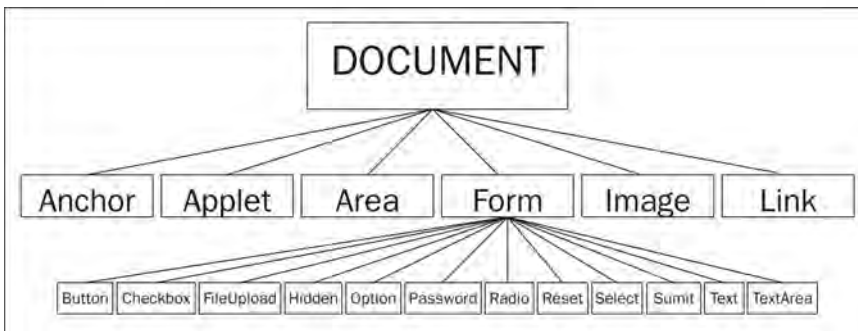 DOCUMENT
Anchor Applet Area Form Image Link
Button Checkbox FileUpload Hidden Option Password Radio Reset Select Sumit Text TextArea